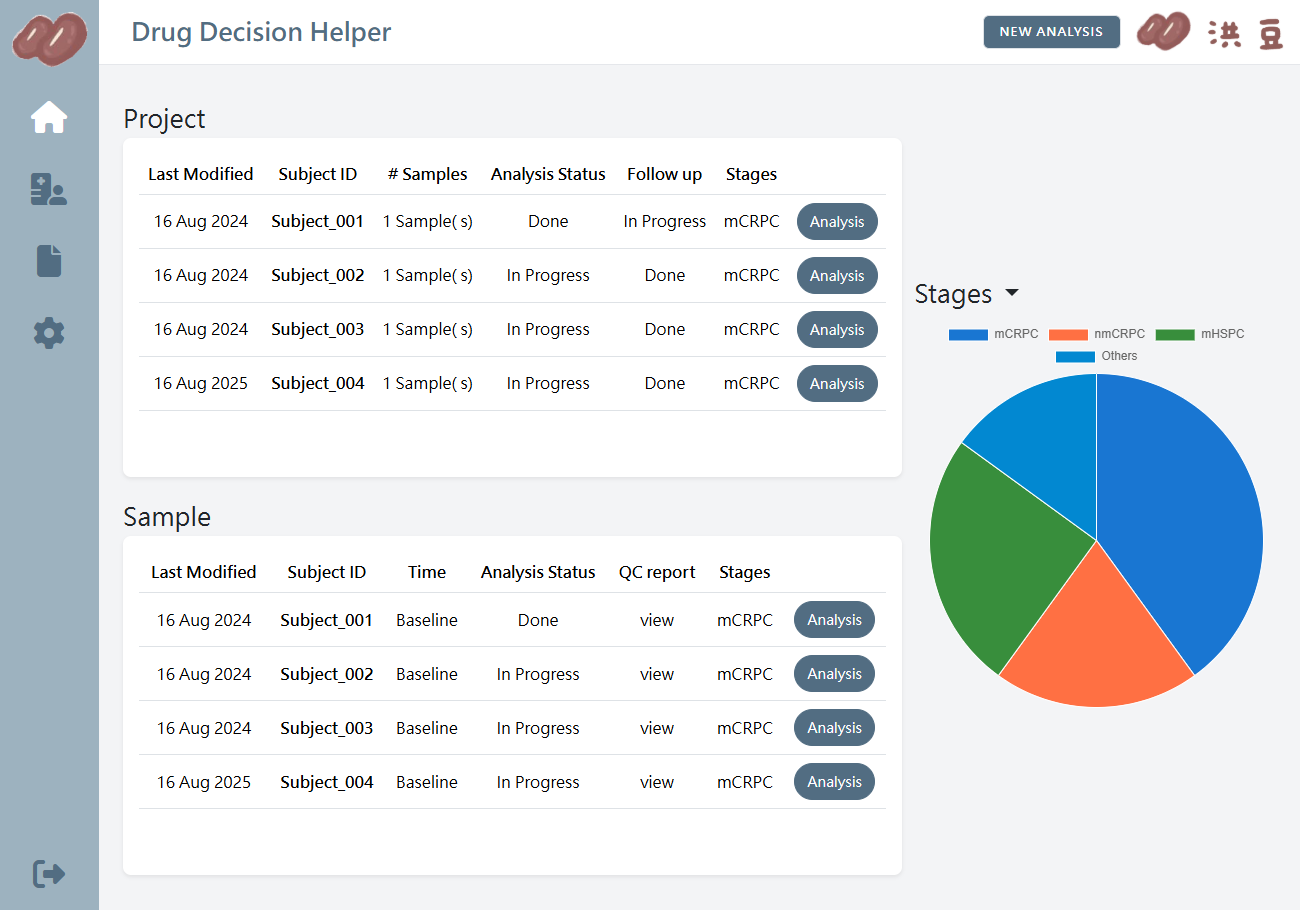 Drug Decision Helper
NEW ANALYSIS
洪 豆
Project
Last Modified Subject ID # Samples Analysis Status Follow up Stages
16 Aug 2024 Subject_001 1 Sample( s) Done In Progress mCRPC Analysis
16 Aug 2024 Subject_002 1 Sample( s) In Progress Done mCRPC Analysis
16 Aug 2024 Subject_003 1 Sample( s) In Progress Done mCRPC Analysis
16 Aug 2025 Subject_004 1 Sample( s) In Progress Done mCRPC Analysis
Stages
mCRPC nmCRPC mHSPC
Others
Sample
Last Modified Subject ID Time Analysis Status QC report Stages
16 Aug 2024 Subject_001 Baseline Done view mCRPC Analysis
16 Aug 2024 Subject_002 Baseline In Progress view mCRPC Analysis
16 Aug 2024 Subject_003 Baseline In Progress view mCRPC Analysis
16 Aug 2025 Subject_004 Baseline In Progress view mCRPC Analysis